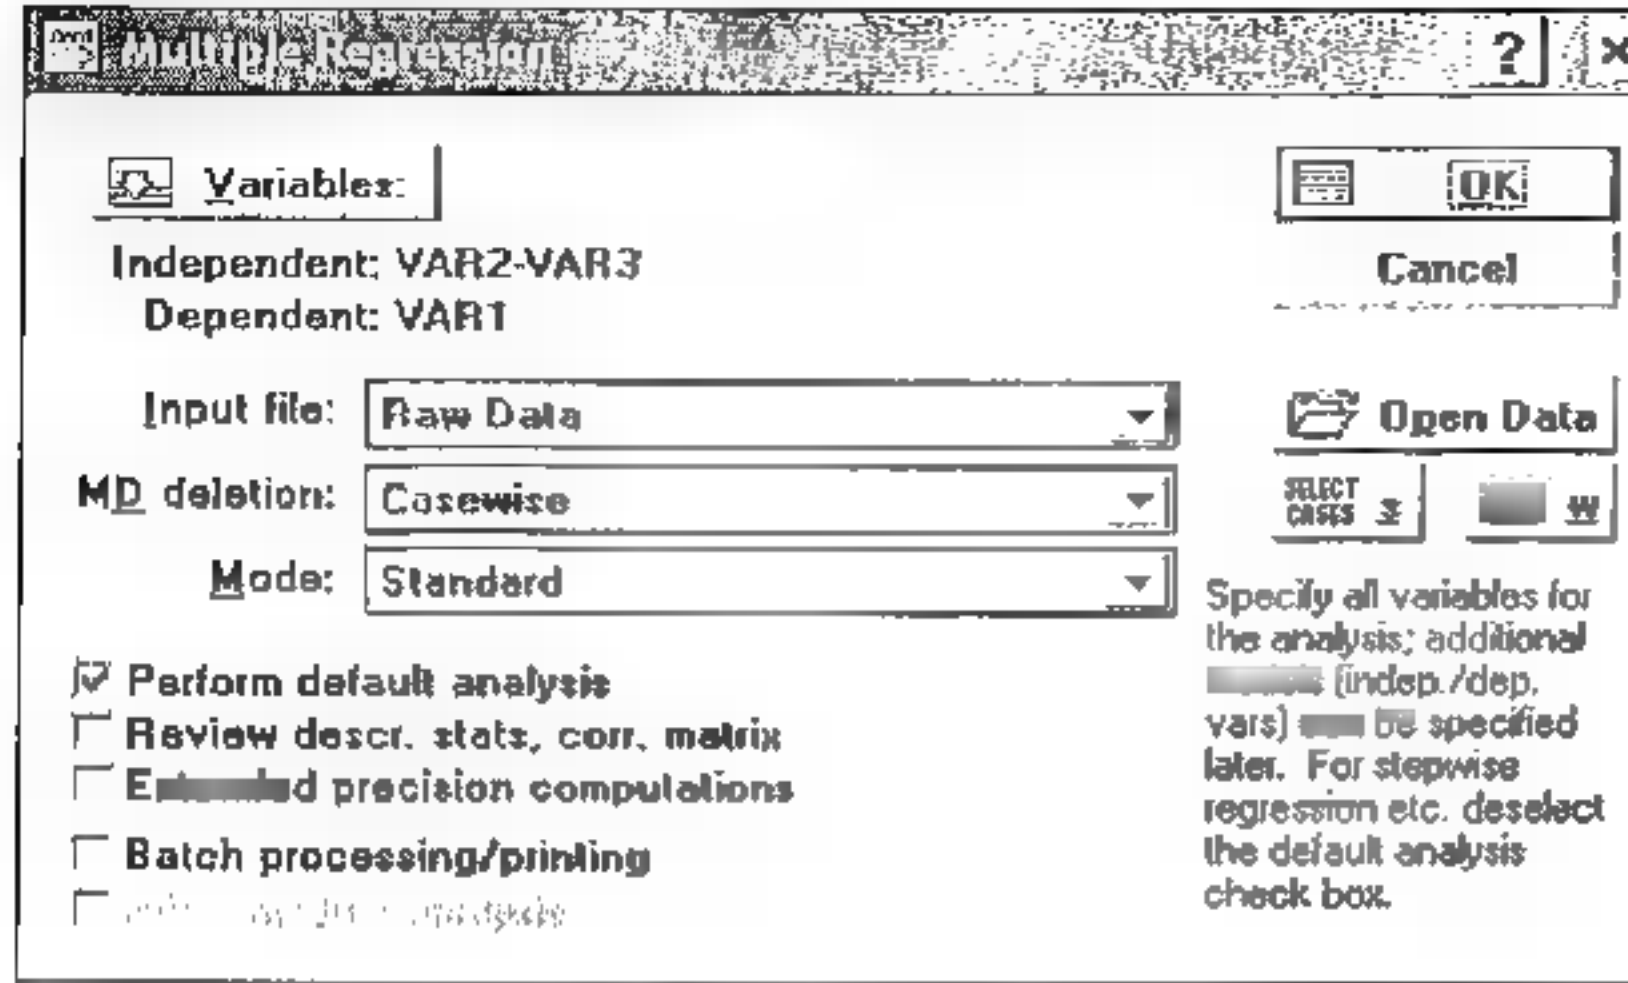 Multiple Regression
? ×
Variables:
Independent: VAR2-VAR3
Dependent: VAR1
Input file: Raw Data
MD deletion: Casewise
Mode: Standard
Perform default analysis
Review descr. stats, corr. matrix
precision computations
Batch processing/printing
OK
Cancel
Open Data
SELECT
CASES S
W
Specify all variables for
the analysis; additional
(indep./dep.
vars) be specified
later. For stepwise
regression etc. deselect
the default analysis
check box.